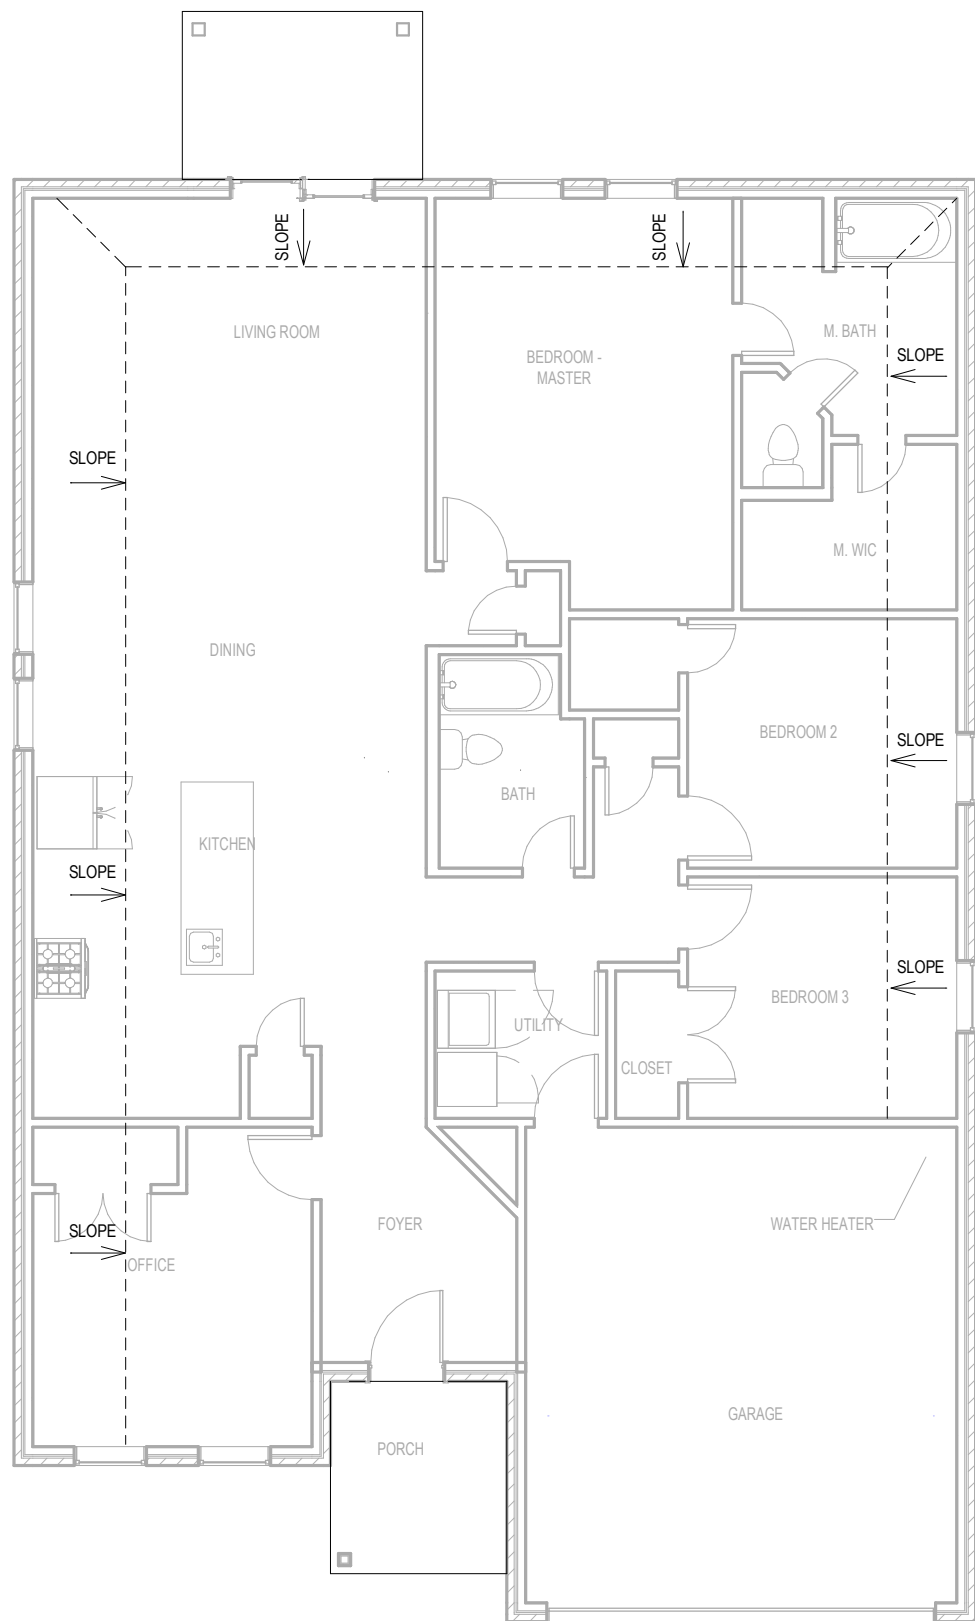 SLOPE
SLOPE
LIVING ROOM
M. BATH
BEDROOM -
MASTER
SLOPE
SLOPE
M. WIC
DINING
BEDROOM 2
SLOPE
BATH
KITCHEN
SLOPE
SLOPE
BEDROOM 3
UTILITY
CLOSET
FOYER
WATER HEATER
SLOPE
OFFICE
GARAGE
PORCH